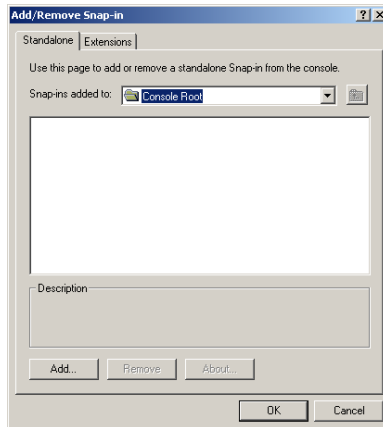 Add/Remove Snap-in
Standalone Extensions
Use this page to add or remove a standalone Snap-in from the console.
Snap-ins added to: Console Root
Description
Add... Remove About...
OK Cancel